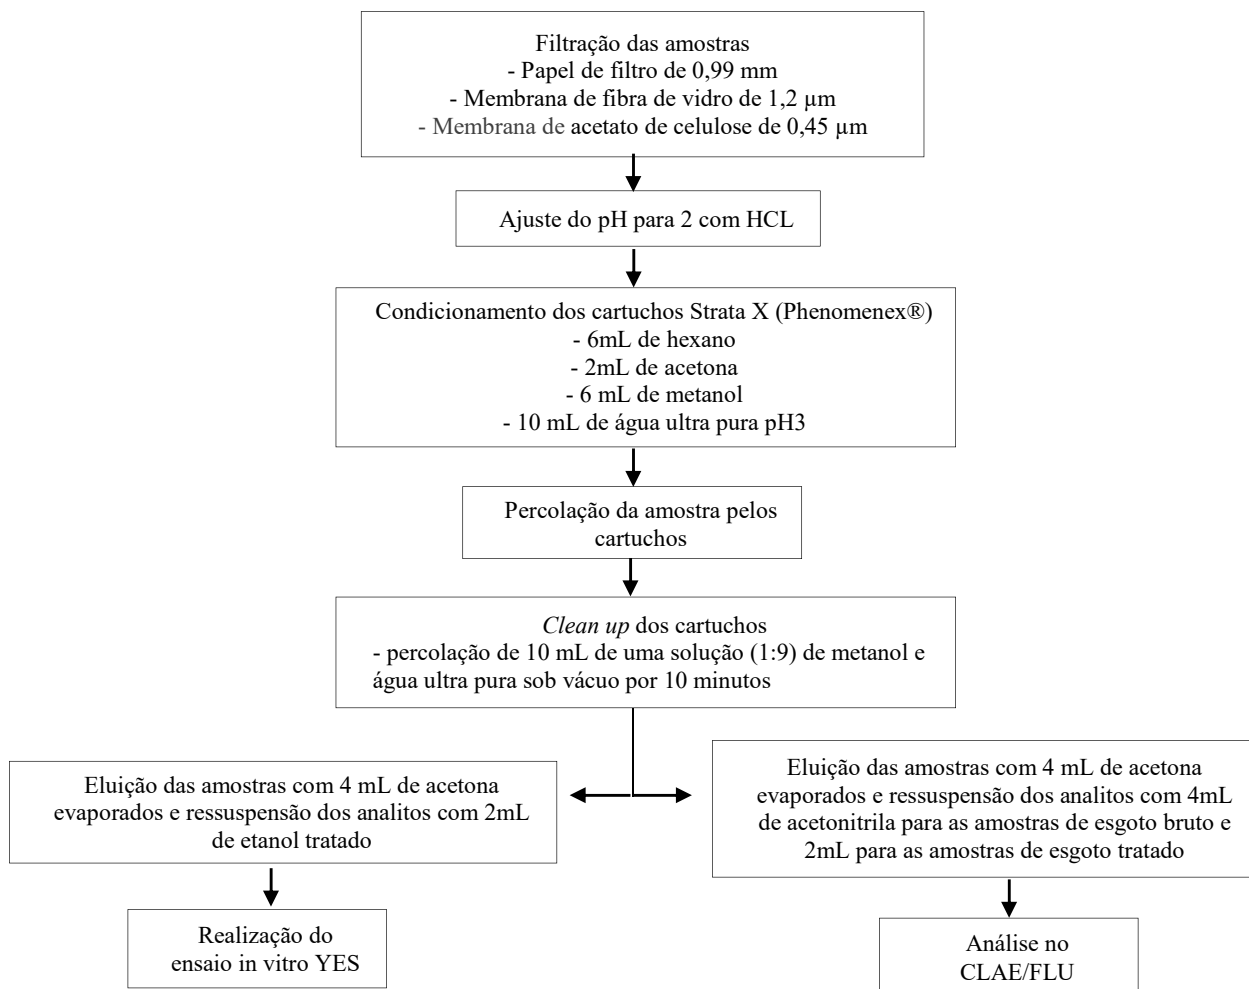 Filtração das amostras
- Papel de filtro de 0,99 mm
- Membrana de fibra de vidro de 1,2 µm
- Membrana de acetato de celulose de 0,45 µm
Ajuste do pH para 2 com HCL
Condicionamento dos cartuchos Strata X (Phenomenex®)
- 6mL de hexano
- 2mL de acetona
- 6 mL de metanol
- 10 mL de água ultra pura pH3
Percolação da amostra pelos
cartuchos
Clean up dos cartuchos
- percolação de 10 mL de uma solução (1:9) de metanol e
água ultra pura sob vácuo por 10 minutos
Eluição das amostras com 4 mL de acetona
evaporados e ressuspensão dos analitos com 2mL
de etanol tratado
Eluição das amostras com 4 mL de acetona
evaporados e ressuspensão dos analitos com 4mL
de acetonitrila para as amostras de esgoto bruto e
2mL para as amostras de esgoto tratado
Realização do
ensaio in vitro YES
Análise no
CLAE/FLU